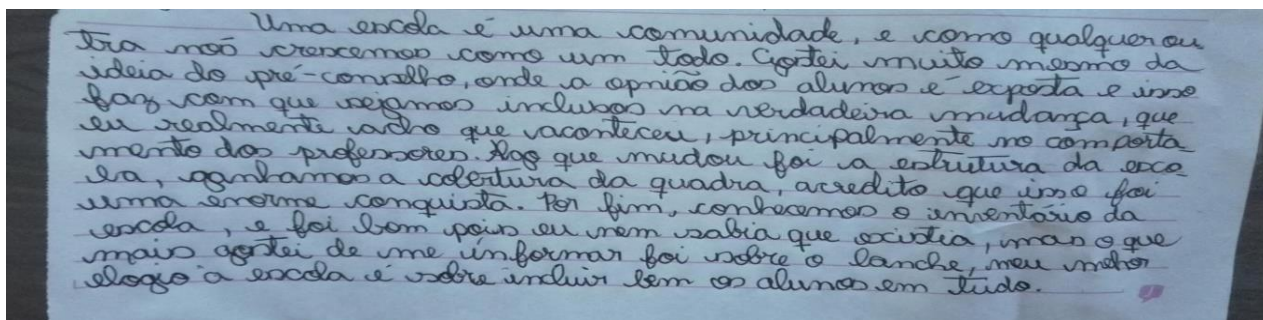 Uma escola é uma comunidade, e como qualquer ou
tra nós crescemos como um todo. Gostei muito mesmo da
ideia do pré-conselho, onde a opnião dos alunos é exposta e isso
faz com que sejamos inclusos na verdadeira mudança, que
eu realmente acho que aconteceu, principalmente no comporta
mento dos professores. Algo que mudou foi a estrutura da esco
la, ganhamos a cobertura da quadra, acredito que isso foi
uma enorme conquista. Por fim, conhecemos o inventário da
escola, e foi bom pois eu nem sabia que existia, mas o que
mais gostei de me informar foi sobre o lanche, meu melhor
elogio à escola é sobre incluir bem os alunos em tudo.